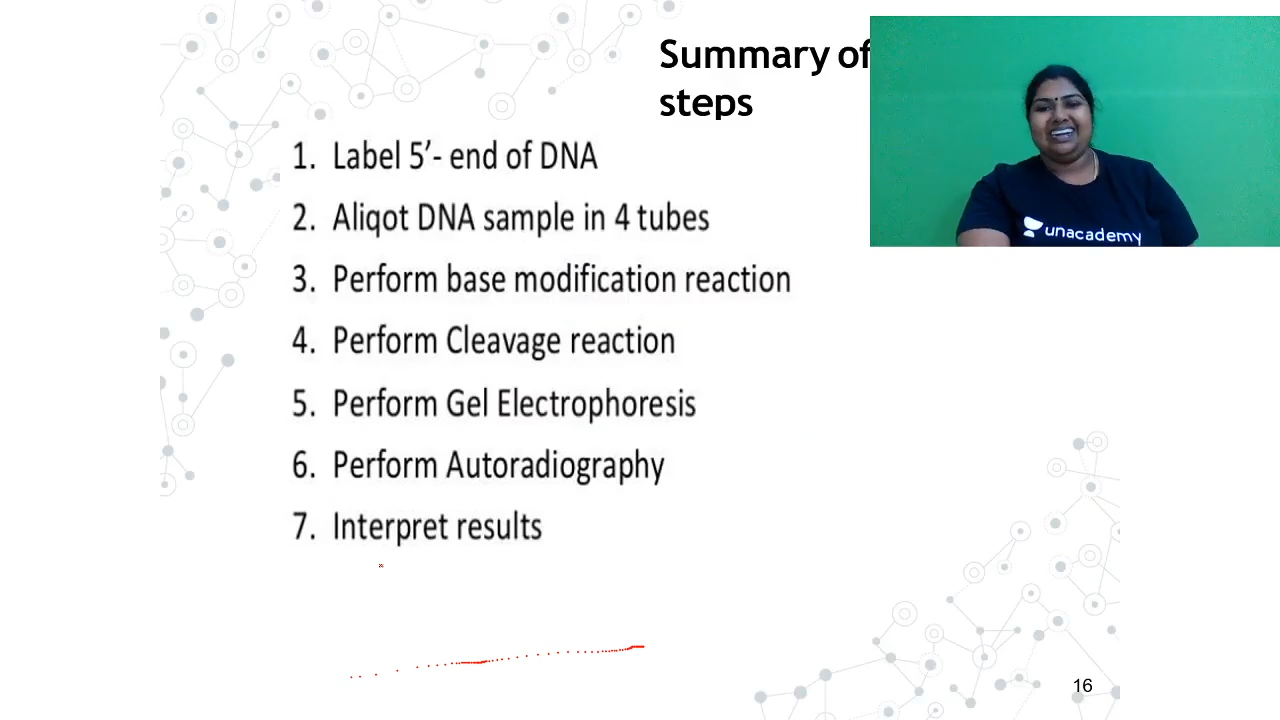 Summary of
steps
1. Label 5′- end of DNA
2. Aliqot DNA sample in 4 tubes
3. Perform base modification reaction
4. Perform Cleavage reaction
5. Perform Gel Electrophoresis
6. Perform Autoradiography
7. Interpret results
unacademy
16